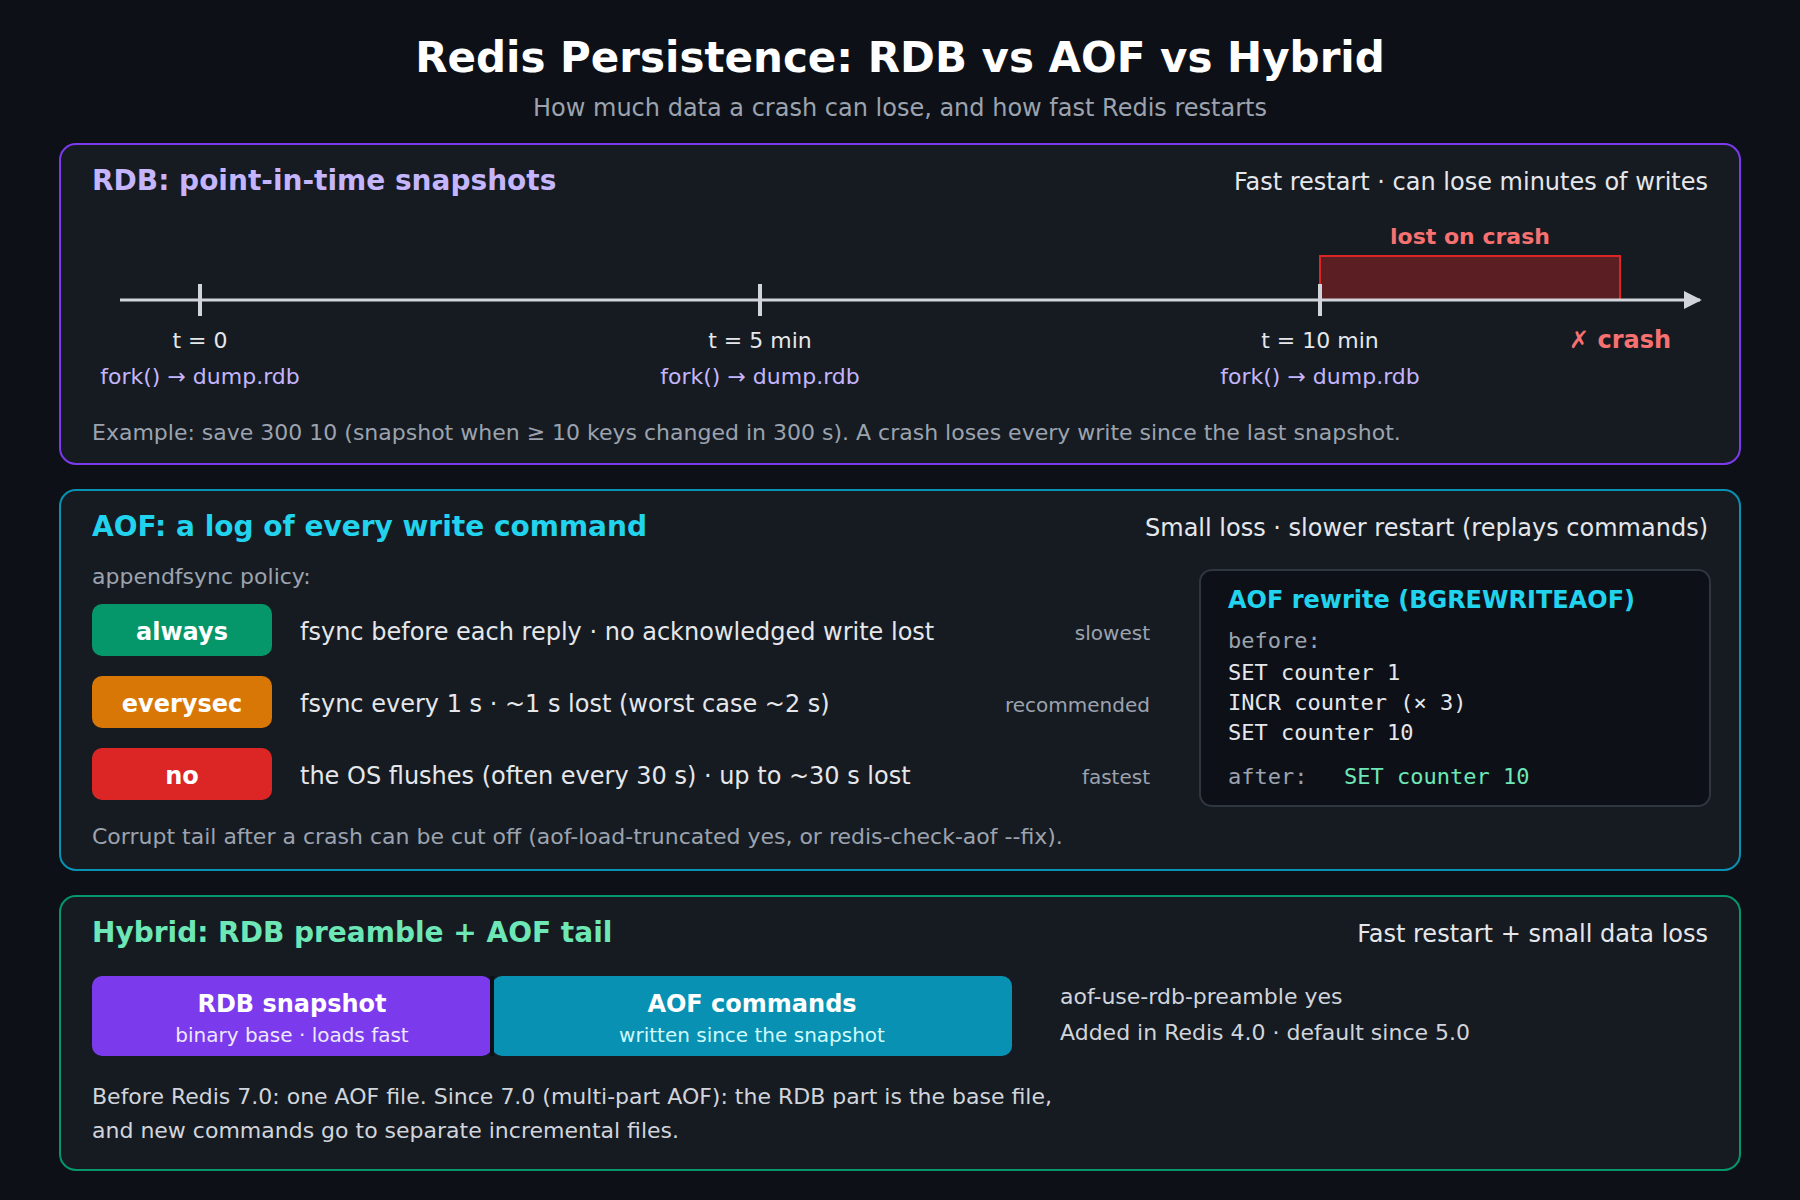 Redis Persistence: RDB vs AOF vs Hybrid
How much data a crash can lose, and how fast Redis restarts
RDB: point-in-time snapshots
Fast restart · can lose minutes of writes
lost on crash
t = 0
t = 5 min
t = 10 min
✗ crash
fork() → dump.rdb
fork() → dump.rdb
fork() → dump.rdb
Example: save 300 10 (snapshot when ≥ 10 keys changed in 300 s). A crash loses every write since the last snapshot.
AOF: a log of every write command
Small loss · slower restart (replays commands)
appendfsync policy:
always
fsync before each reply · no acknowledged write lost
slowest
everysec
fsync every 1 s · ~1 s lost (worst case ~2 s)
recommended
no
the OS flushes (often every 30 s) · up to ~30 s lost
fastest
AOF rewrite (BGREWRITEAOF)
before:
SET counter 1
INCR counter (× 3)
SET counter 10
after: SET counter 10
Corrupt tail after a crash can be cut off (aof-load-truncated yes, or redis-check-aof --fix).
Hybrid: RDB preamble + AOF tail
Fast restart + small data loss
RDB snapshot
binary base · loads fast
AOF commands
written since the snapshot
aof-use-rdb-preamble yes
Added in Redis 4.0 · default since 5.0
Before Redis 7.0: one AOF file. Since 7.0 (multi-part AOF): the RDB part is the base file,
and new commands go to separate incremental files.